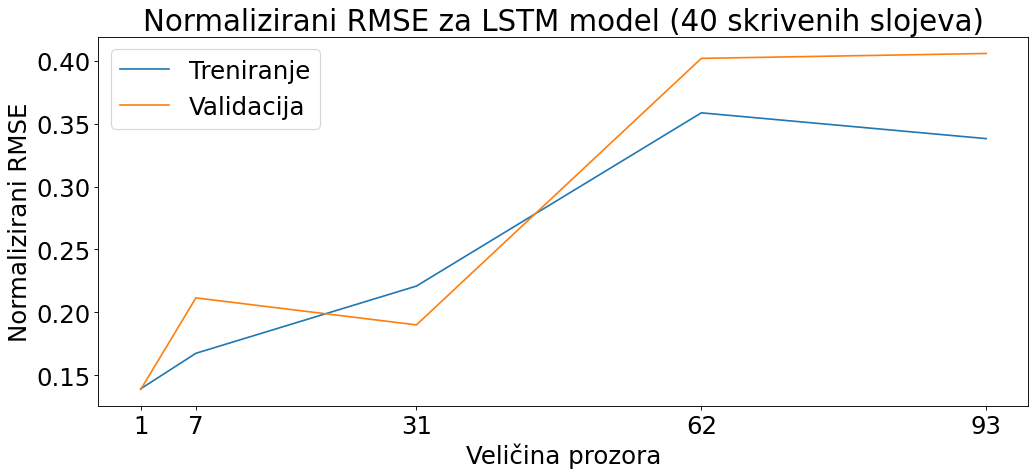 Normalizirani RMSE za LSTM model (40 skrivenih slojeva)
Treniranje
Validacija
Normalizirani RMSE
0.40
0.35
0.30
0.25
0.20
0.15
1 7 31 62 93
Veličina prozora